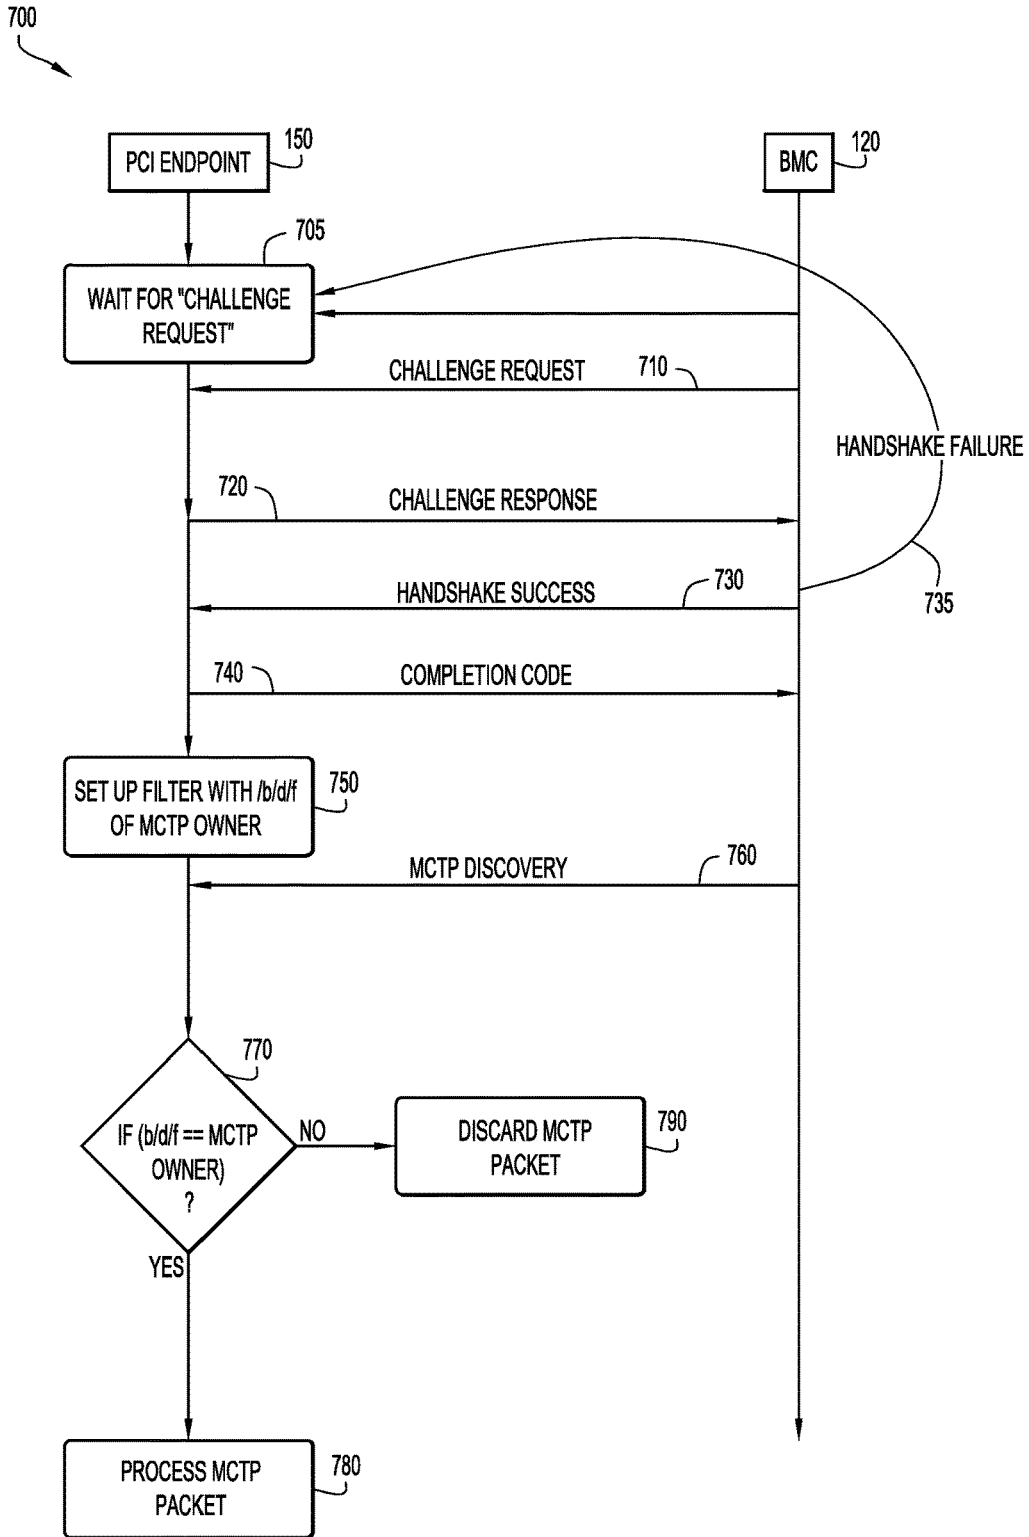 700
150
PCI ENDPOINT
120
BMC
705
WAIT FOR "CHALLENGE
REQUEST"
CHALLENGE REQUEST
710
HANDSHAKE FAILURE
720
CHALLENGE RESPONSE
730
HANDSHAKE SUCCESS
735
740
COMPLETION CODE
SET UP FILTER WITH /b/d/f
OF MCTP OWNER
750
MCTP DISCOVERY
760
770
IF (b/d/f == MCTP
OWNER)
?
NO
DISCARD MCTP
PACKET
790
YES
PROCESS MCTP
PACKET
780